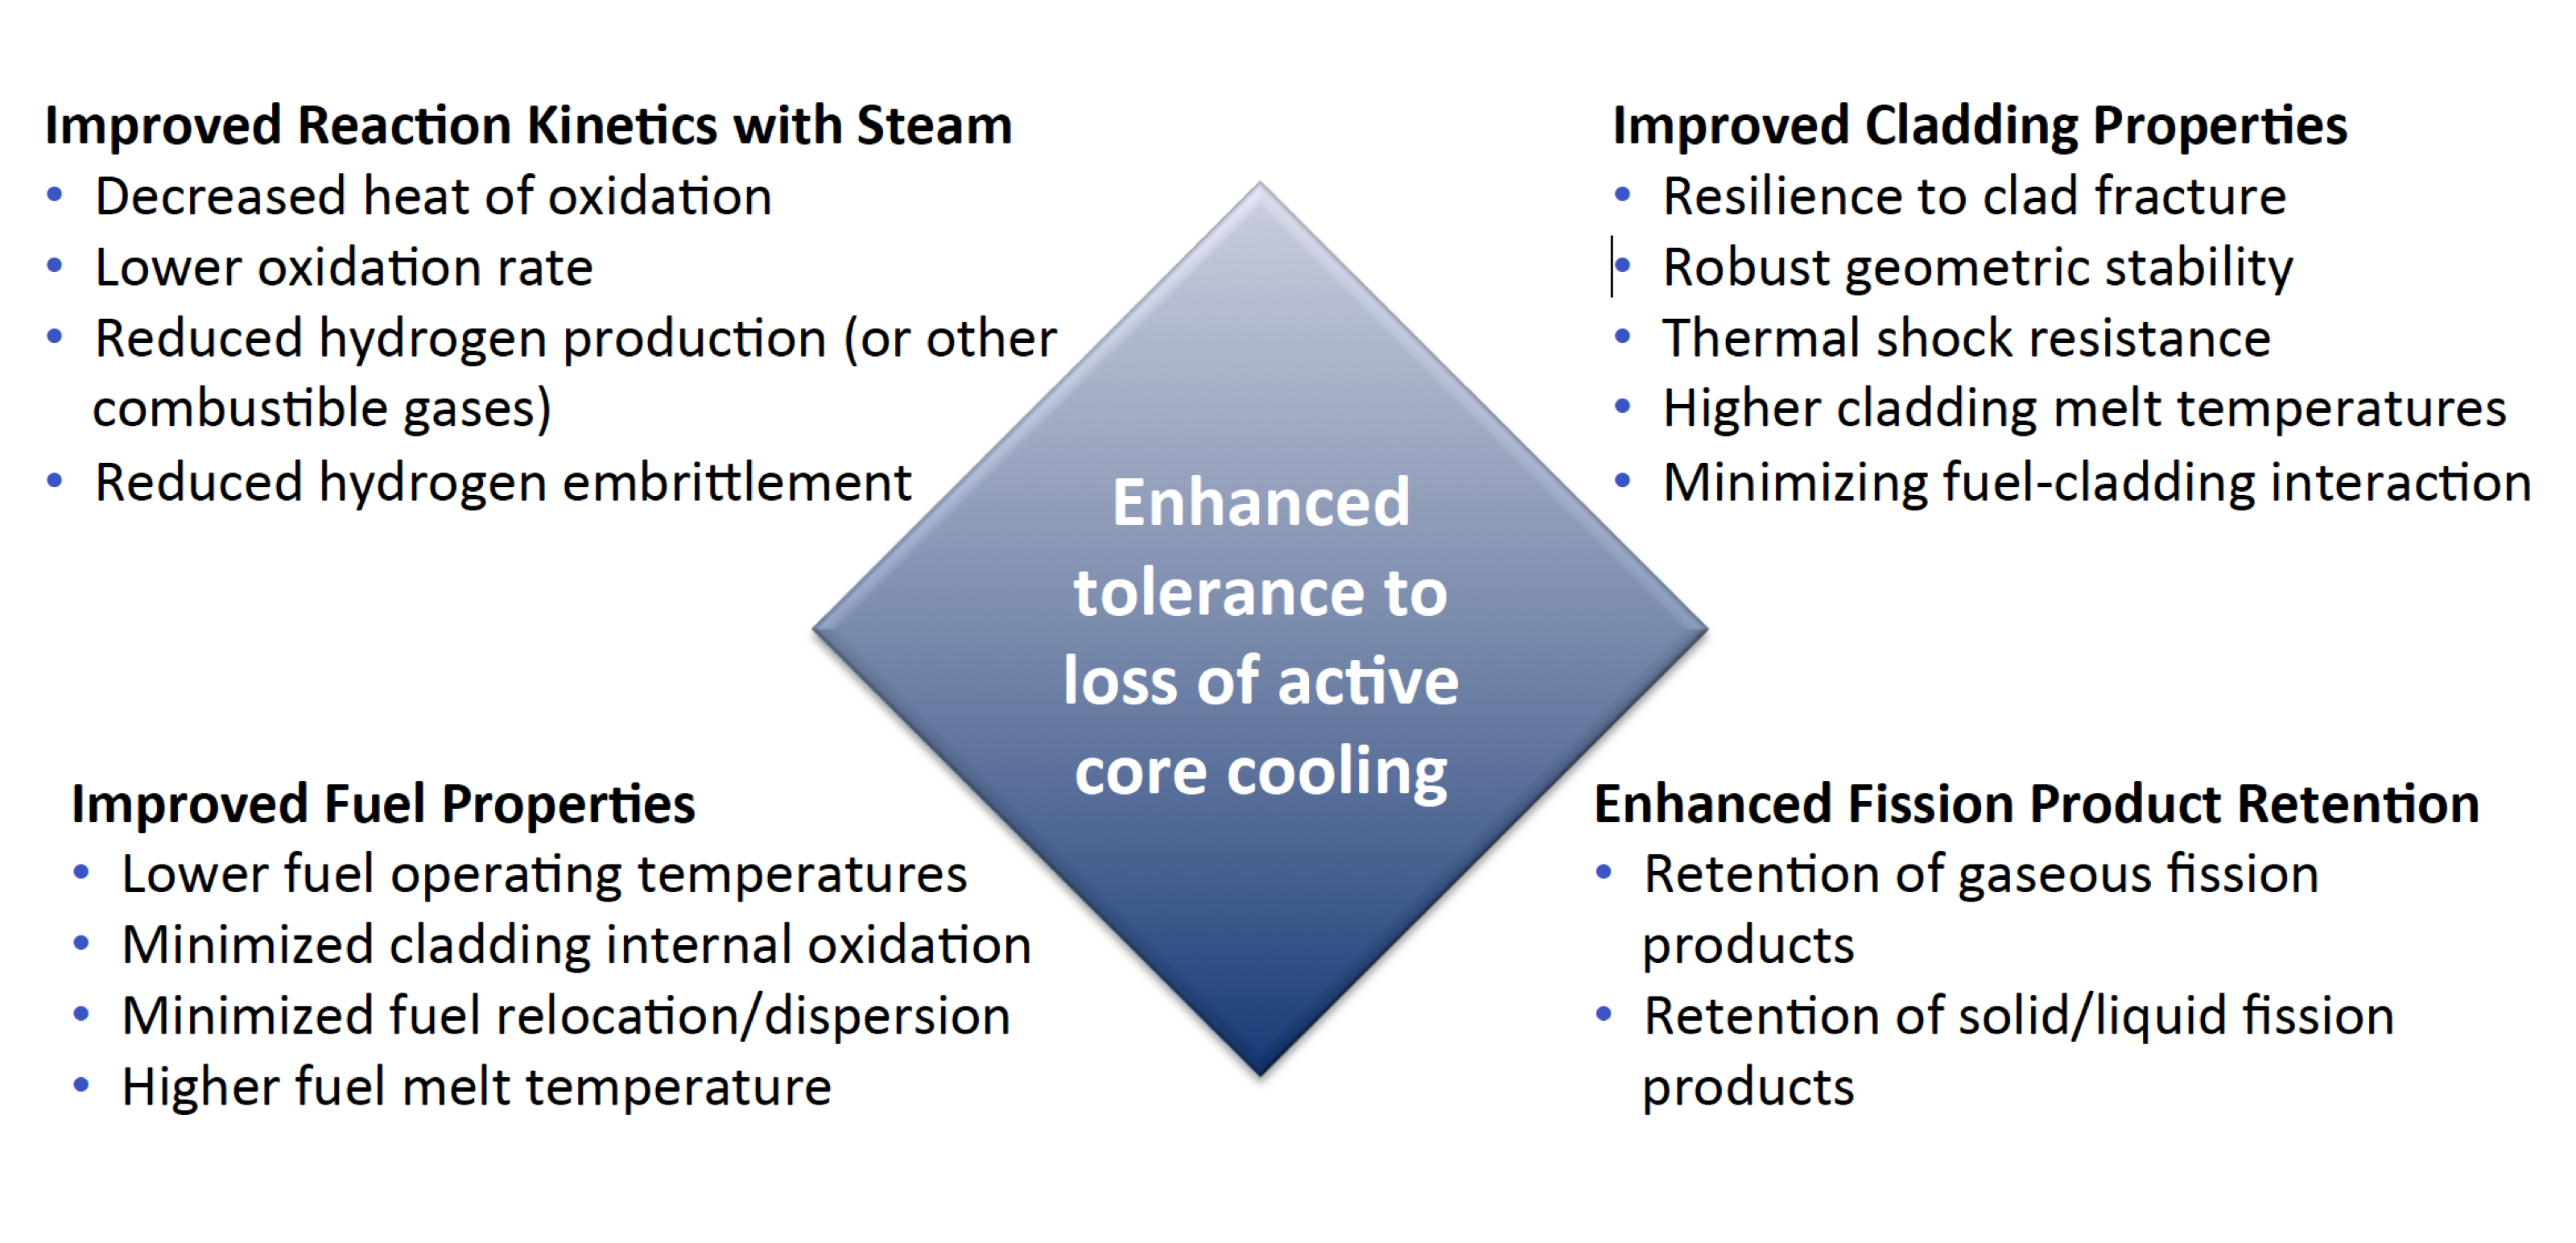 Improved Reaction Kinetics with Steam
• Decreased heat of oxidation
• Lower oxidation rate
• Reduced hydrogen production (or other
combustible gases)
• Reduced hydrogen embrittlement
Improved Cladding Properties
• Resilience to clad fracture
• Robust geometric stability
• Thermal shock resistance
• Higher cladding melt temperatures
• Minimizing fuel-cladding interaction
Enhanced
tolerance to
loss of active
core cooling
Improved Fuel Properties
• Lower fuel operating temperatures
• Minimized cladding internal oxidation
• Minimized fuel relocation/dispersion
• Higher fuel melt temperature
Enhanced Fission Product Retention
• Retention of gaseous fission
products
• Retention of solid/liquid fission
products